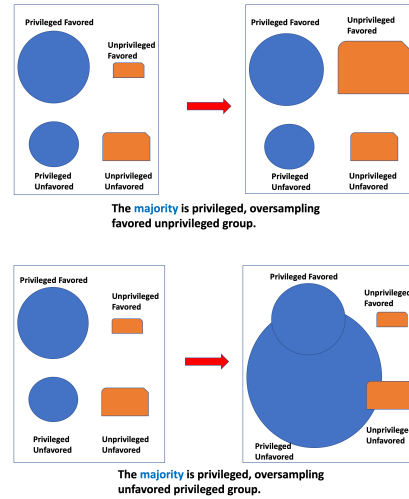 Privileged Favored
Unprivileged
Favored
Privileged
Unfavored
Unprivileged
Unfavored
Privileged Favored
Unprivileged
Favored
Privileged
Unfavored
Unprivileged
Unfavored
The majority is privileged, oversampling
favored unprivileged group.
Privileged Favored
Unprivileged
Favored
Privileged
Unfavored
Unprivileged
Unfavored
Privileged Favored
Unprivileged
Favored
Unprivileged
Unfavored
Privileged
Unfavored
The majority is privileged, oversampling
unfavored privileged group.